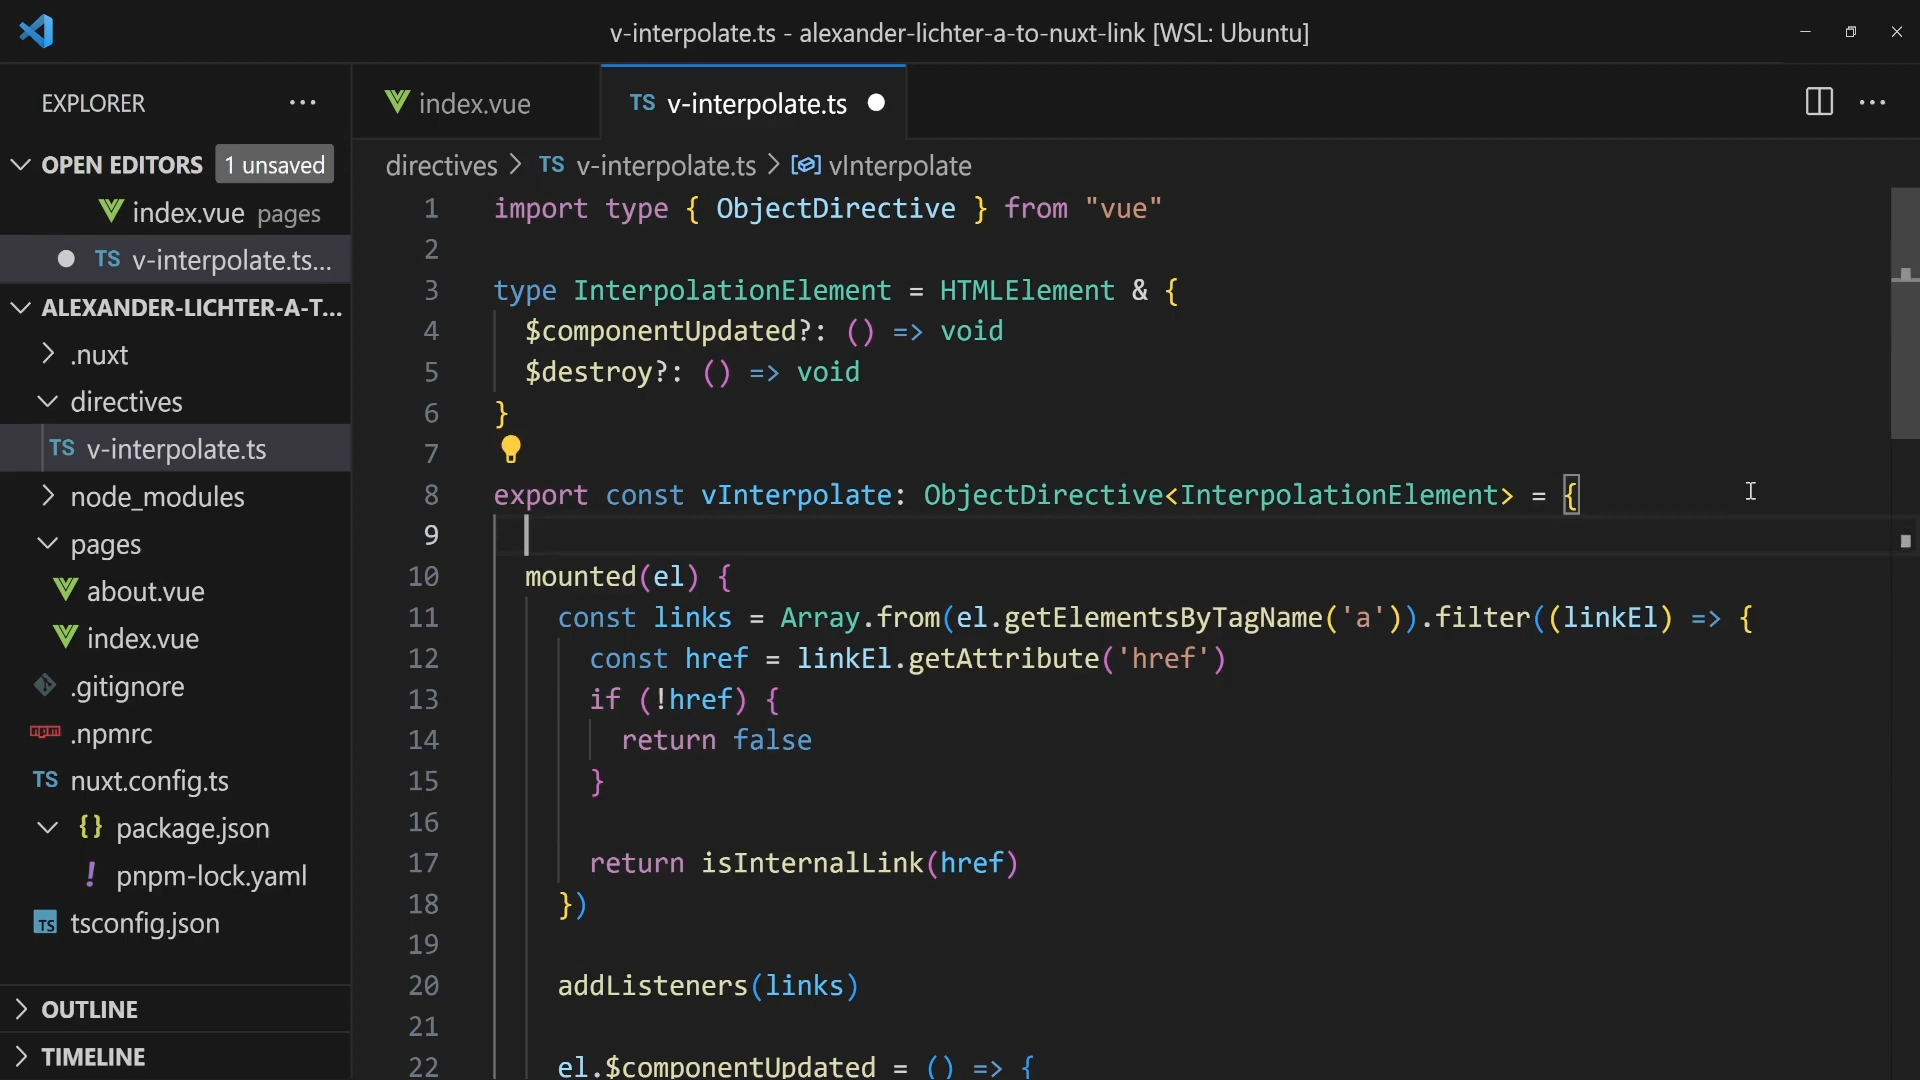 v-interpolate.ts - alexander-lichter-a-to-nuxt-link [WSL: Ubuntu]
EXPLORER
OPEN EDITORS 1 unsaved
index.vue pages
TS v-interpolate.ts...
ALEXANDER-LICHTER-A-T...
.nuxt
directives
TS v-interpolate.ts
node_modules
pages
about.vue
index.vue
.gitignore
npm .npmrc
TS nuxt.config.ts
{} package.json
! pnpm-lock.yaml
TS tsconfig.json
OUTLINE
TIMELINE
index.vue
TS v-interpolate.ts
directives > TS v-interpolate.ts > vInterpolate
1 import type { ObjectDirective } from "vue"
2
3 type InterpolationElement = HTMLElement & {
4 $componentUpdated?: () => void
5 $destroy?: () => void
6 }
7
8 export const vInterpolate: ObjectDirective<InterpolationElement> = {
9
10 mounted(el) {
11 const links = Array.from(el.getElementsByTagName('a')).filter((linkEl) => {
12 const href = linkEl.getAttribute('href')
13 if (!href) {
14 return false
15 }
16
17 return isInternalLink(href)
18 })
19
20 addListeners(links)
21
22 el.$componentUpdated = () => {